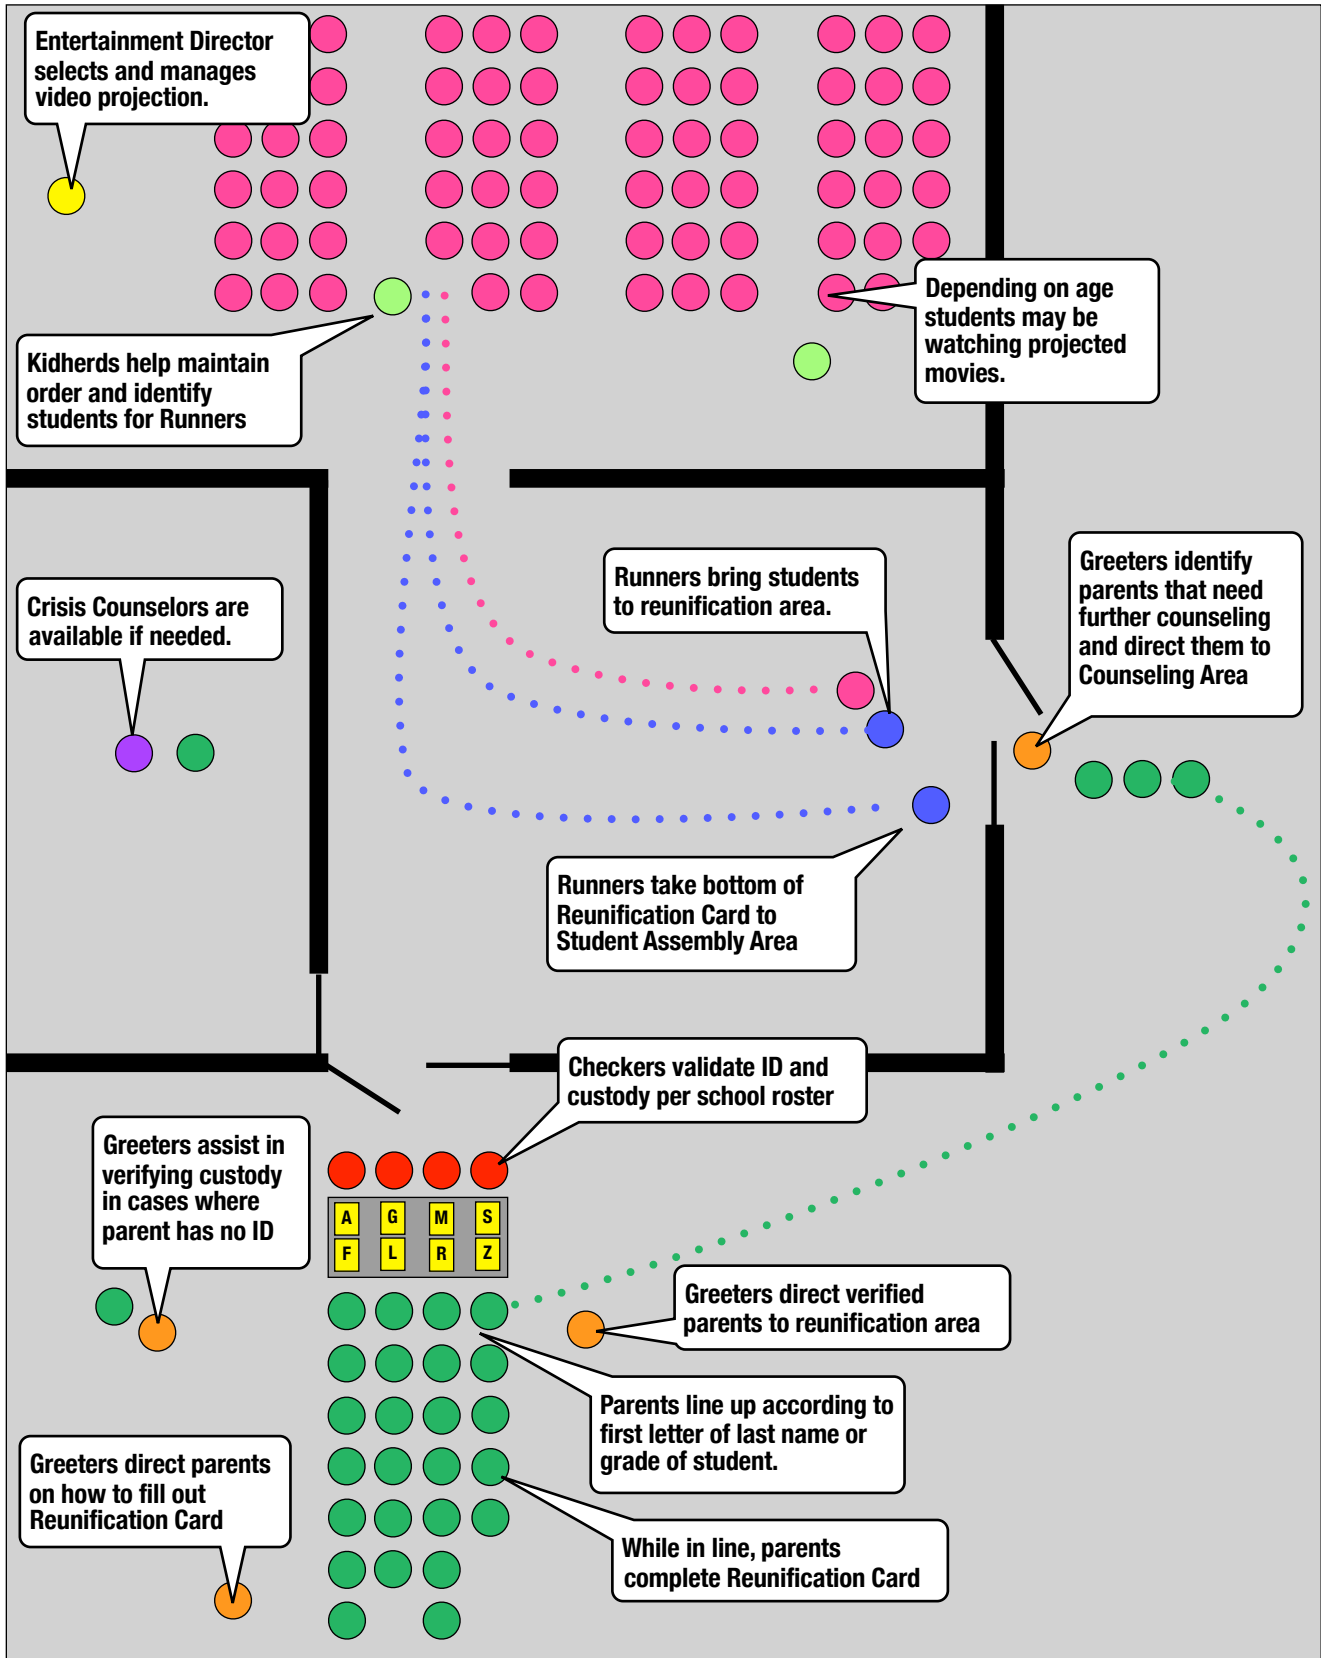 Entertainment Director
selects and manages
video projection.
Depending on age
students may be
watching projected
movies.
Kidherds help maintain
order and identify
students for Runners
Greeters identify
parents that need
further counseling
and direct them to
Counseling Area
Runners bring students
to reunification area.
Crisis Counselors are
available if needed.
Runners take bottom of
Reunification Card to
Student Assembly Area
Checkers validate ID and
custody per school roster
Greeters assist in
verifying custody
in cases where
parent has no ID
A G M S
F L R Z
Greeters direct verified
parents to reunification area
Parents line up according to
first letter of last name or
grade of student.
Greeters direct parents
on how to fill out
Reunification Card
While in line, parents
complete Reunification Card